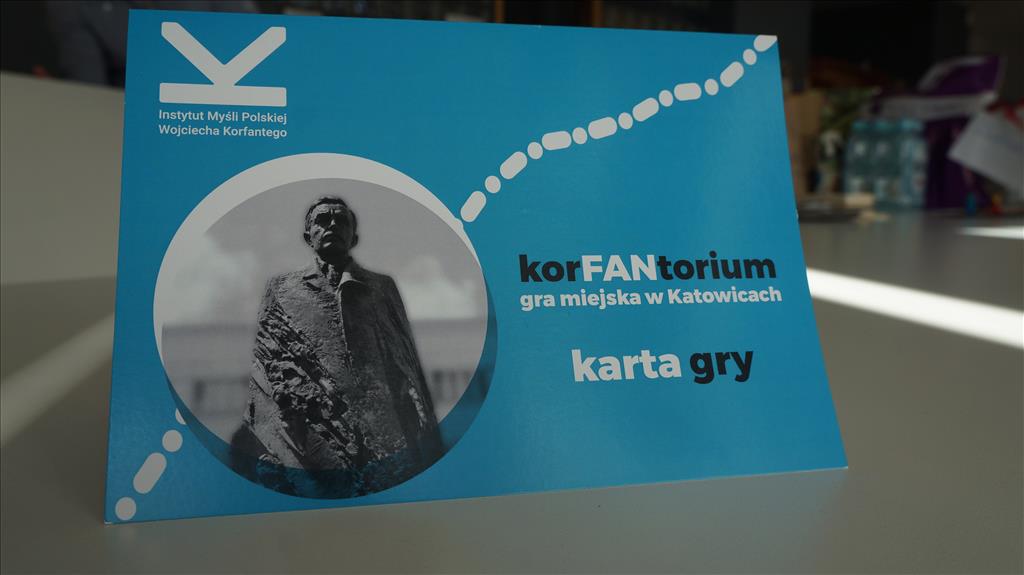 K
Instytut Myśli Polskiej
Wojciecha Korfantego
korFANtorium
gra miejska w Katowicach
karta gry